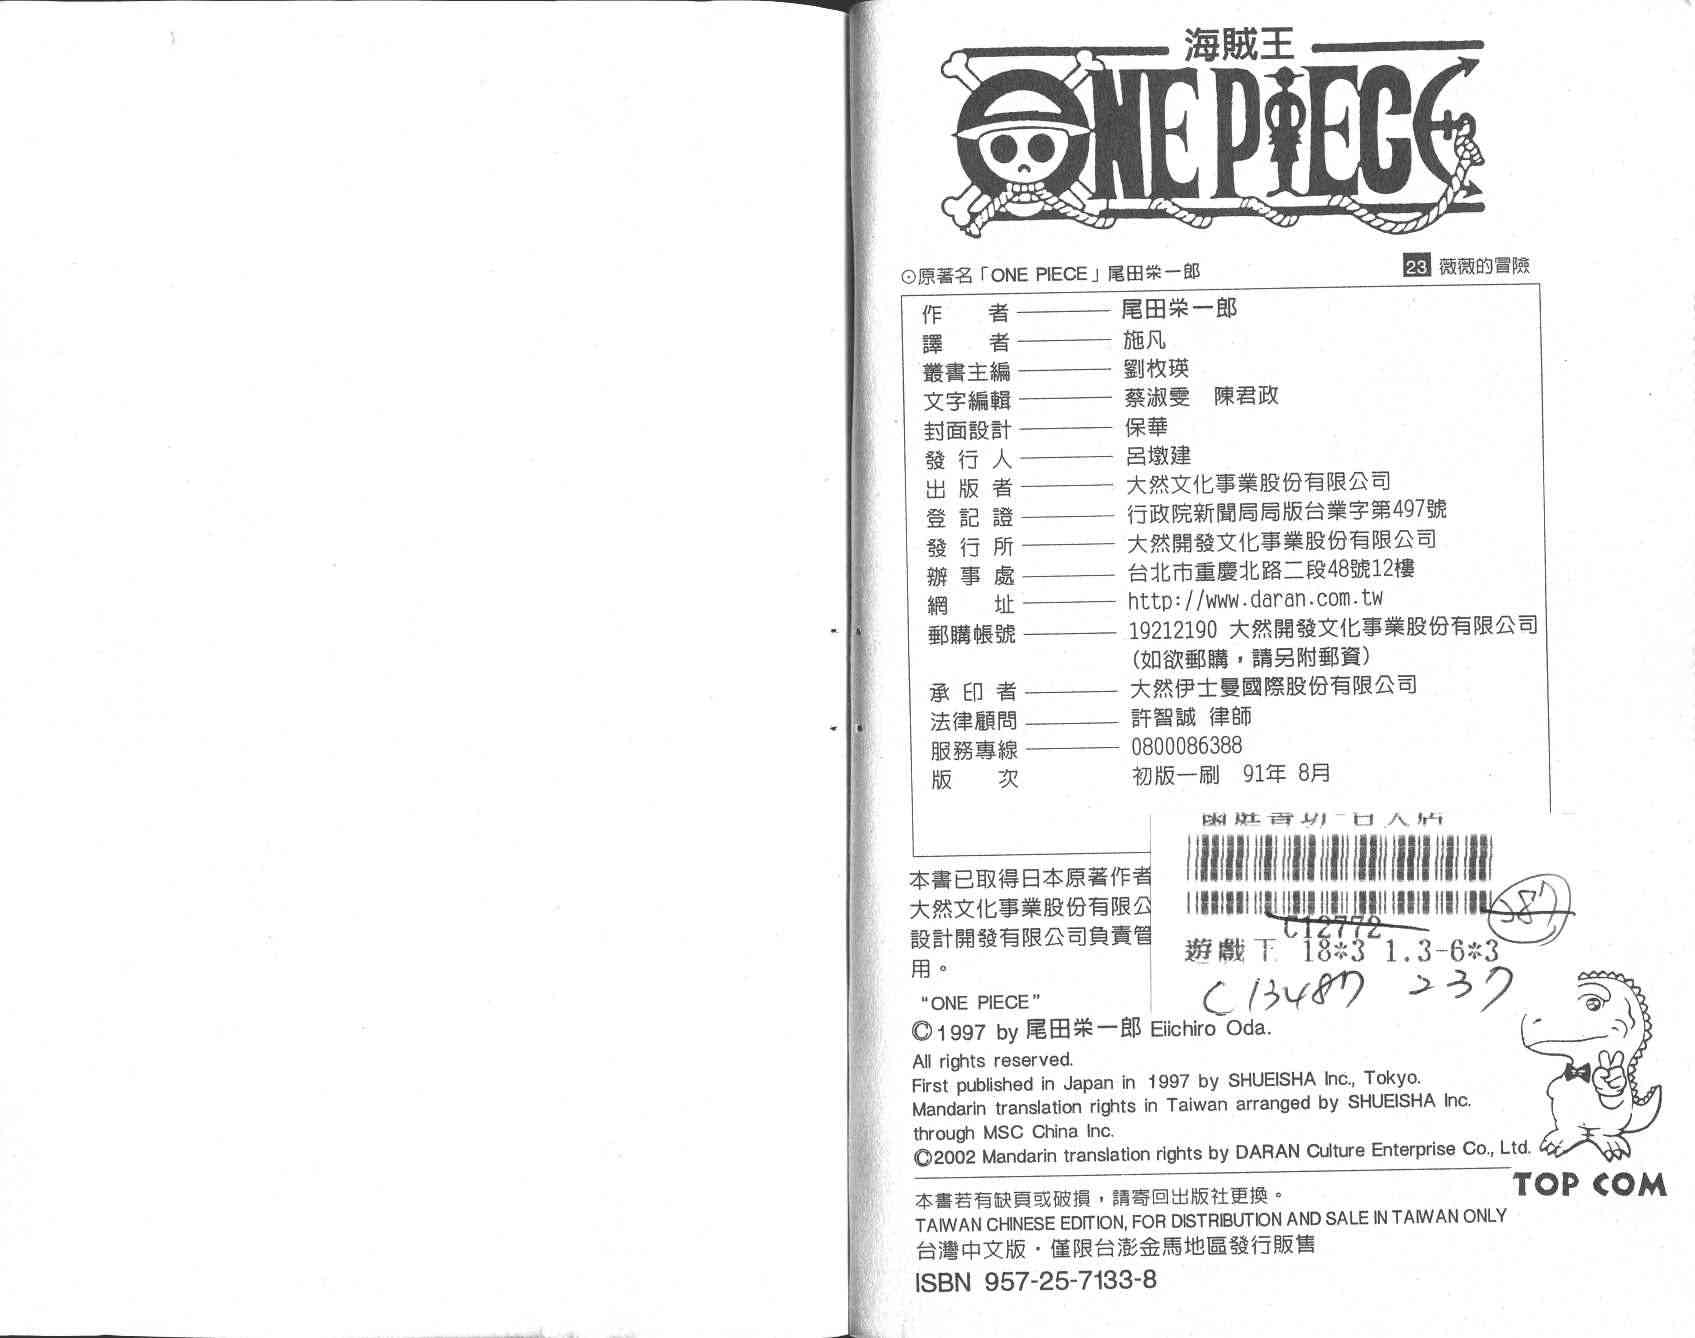 海賊王
ONE PIECE
⊙原著名「ONE PIECE」尾田栄一郎
23 薇薇的冒險
作者 尾田栄一郎
譯者 施凡
叢書主編 劉枚瑛
文字編輯 蔡淑雯 陳君政
封面設計 保華
發行人 呂墩建
出版者 大然文化事業股份有限公司
登記證 行政院新聞局局版台業字第497號
發行所 大然開發文化事業股份有限公司
辦事處 台北市重慶北路二段48號12樓
網址 http://www.daran.com.tw
郵購帳號 19212190 大然開發文化事業股份有限公司
(如欲郵購，請另附郵資)
承印者 大然伊士曼國際股份有限公司
法律顧問 許智誠 律師
服務專線 0800086388
版次 初版一刷 91年 8月
本書已取得日本原著作者
大然文化事業股份有限公
設計開發有限公司負責管
用。
C12772
遊戲王 18*3 1.3-6*3
C13487 237
"ONE PIECE"
©1997 by 尾田栄一郎 Eiichiro Oda.
All rights reserved.
First published in Japan in 1997 by SHUEISHA Inc., Tokyo.
Mandarin translation rights in Taiwan arranged by SHUEISHA Inc.
through MSC China Inc.
©2002 Mandarin translation rights by DARAN Culture Enterprise Co., Ltd.
TOP COM
本書若有缺頁或破損，請寄回出版社更換。
TAIWAN CHINESE EDITION, FOR DISTRIBUTION AND SALE IN TAIWAN ONLY
台灣中文版・僅限台澎金馬地區發行販售
ISBN 957-25-7133-8